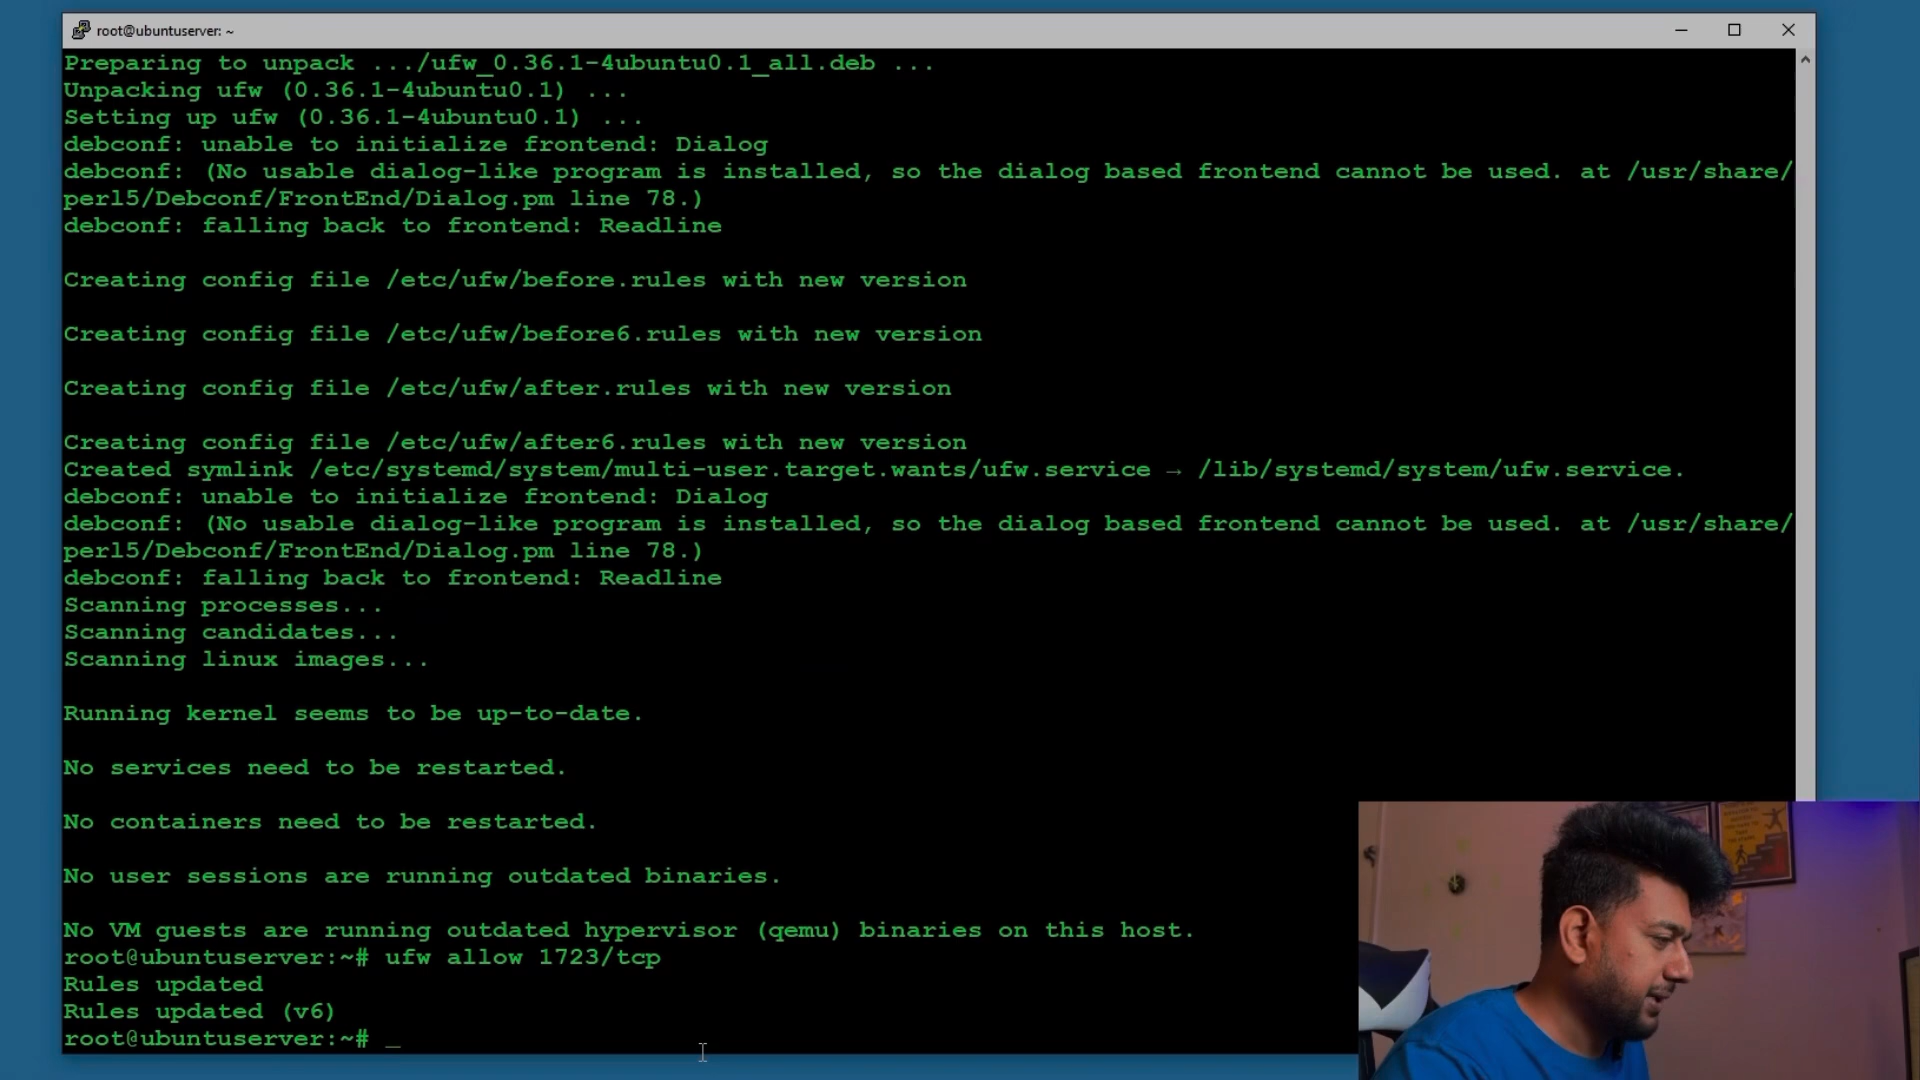 root@ubuntuserver: ~
Preparing to unpack .../ufw_0.36.1-4ubuntu0.1_all.deb ...
Unpacking ufw (0.36.1-4ubuntu0.1) ...
Setting up ufw (0.36.1-4ubuntu0.1) ...
debconf: unable to initialize frontend: Dialog
debconf: (No usable dialog-like program is installed, so the dialog based frontend cannot be used. at /usr/share/
perl5/Debconf/FrontEnd/Dialog.pm line 78.)
debconf: falling back to frontend: Readline
Creating config file /etc/ufw/before.rules with new version
Creating config file /etc/ufw/before6.rules with new version
Creating config file /etc/ufw/after.rules with new version
Creating config file /etc/ufw/after6.rules with new version
Created symlink /etc/systemd/system/multi-user.target.wants/ufw.service → /lib/systemd/system/ufw.service.
debconf: unable to initialize frontend: Dialog
debconf: (No usable dialog-like program is installed, so the dialog based frontend cannot be used. at /usr/share/
perl5/Debconf/FrontEnd/Dialog.pm line 78.)
debconf: falling back to frontend: Readline
Scanning processes...
Scanning candidates...
Scanning linux images...
Running kernel seems to be up-to-date.
No services need to be restarted.
No containers need to be restarted.
No user sessions are running outdated binaries.
No VM guests are running outdated hypervisor (qemu) binaries on this host.
root@ubuntuserver:~# ufw allow 1723/tcp
Rules updated
Rules updated (v6)
root@ubuntuserver:~# _